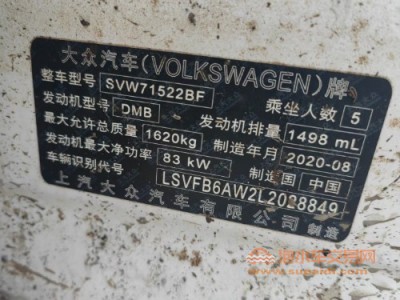 大众汽车(VOLKSWAGEN)牌
整车型号 SVW71522BF 乘坐人数 5
发动机型号 DMB 发动机排量 1498 mL
最大允许总质量 1620kg 制造年月 2020-08
发动机最大净功率 83 kW 制造国 中国
车辆识别代号 LSVFB6AW2L2028849
上汽大众汽车有限公司 制造